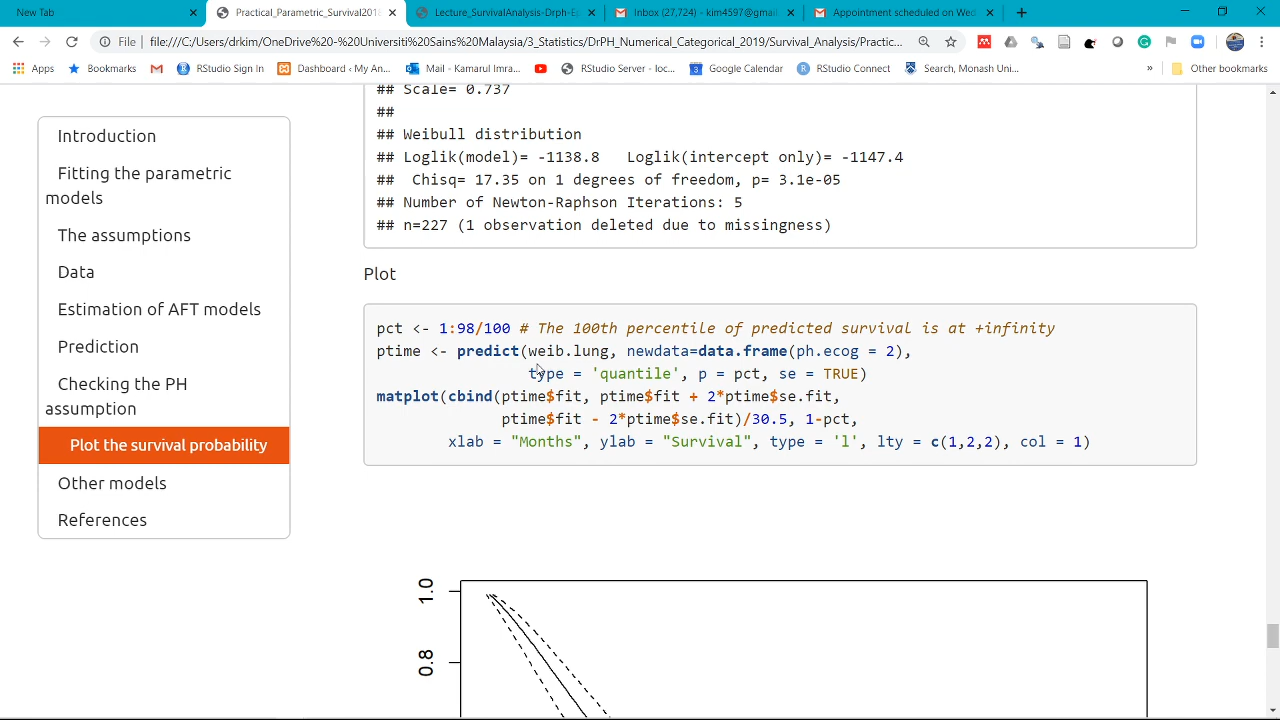 New Tab
Practical_Parametric_Survival2018
Lecture_SurvivalAnalysis-Drph-Ep
Inbox (27,724) - kim4597@gmail
Appointment scheduled on Wed
File file:///C:/Users/drkim/OneDrive%20-%20Universiti%20Sains%20Malaysia/3_Statistics/DrPH_Numerical_Categorical_2019/Survival_Analysis/Practic...
Apps Bookmarks RStudio Sign In Dashboard ‹ My An... Mail - Kamarul Imra... RStudio Server - loc... Google Calendar RStudio Connect Search, Monash Uni... » Other bookmarks
Introduction
Fitting the parametric
models
The assumptions
Data
Estimation of AFT models
Prediction
Checking the PH
assumption
Plot the survival probability
Other models
References
## Scale= 0.737
##
## Weibull distribution
## Loglik(model)= -1138.8   Loglik(intercept only)= -1147.4
##  Chisq= 17.35 on 1 degrees of freedom, p= 3.1e-05
## Number of Newton-Raphson Iterations: 5
## n=227 (1 observation deleted due to missingness)
Plot
pct <- 1:98/100 # The 100th percentile of predicted survival is at +infinity
ptime <- predict(weib.lung, newdata=data.frame(ph.ecog = 2),
type = 'quantile', p = pct, se = TRUE)
matplot(cbind(ptime$fit, ptime$fit + 2*ptime$se.fit,
ptime$fit - 2*ptime$se.fit)/30.5, 1-pct,
xlab = "Months", ylab = "Survival", type = 'l', lty = c(1,2,2), col = 1)
1.0
0.8